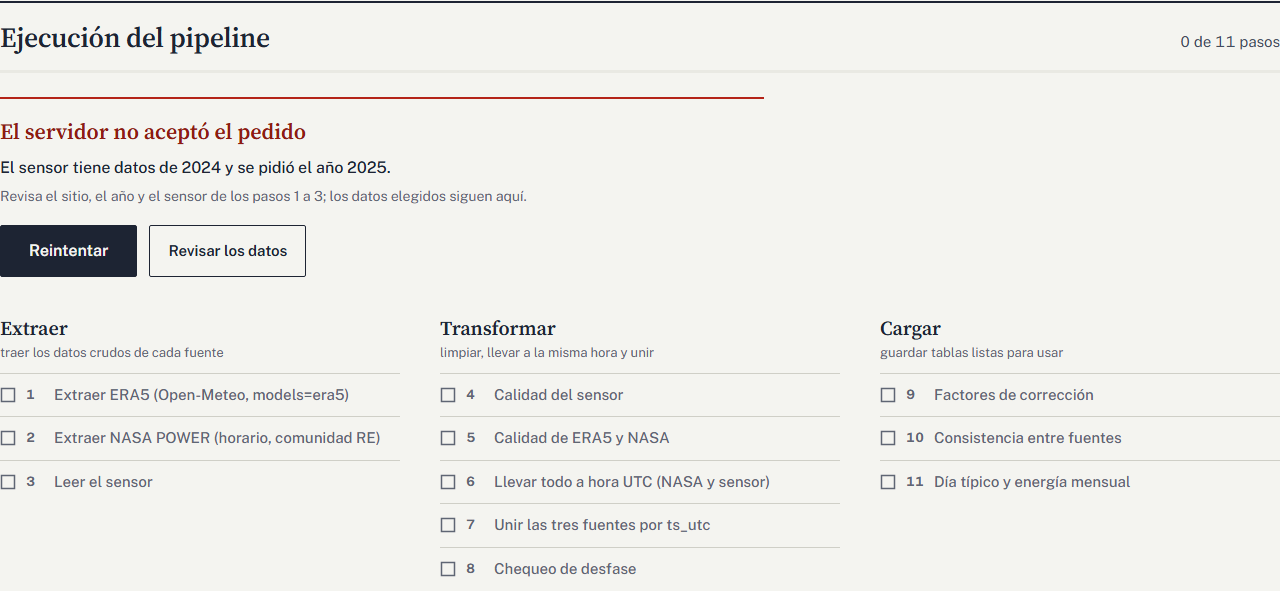 Ejecución del pipeline
0 de 11 pasos
El servidor no aceptó el pedido
El sensor tiene datos de 2024 y se pidió el año 2025.
Revisa el sitio, el año y el sensor de los pasos 1 a 3; los datos elegidos siguen aquí.
Reintentar
Revisar los datos
Extraer
traer los datos crudos de cada fuente
1 Extraer ERA5 (Open-Meteo, models=era5)
2 Extraer NASA POWER (horario, comunidad RE)
3 Leer el sensor
Transformar
limpiar, llevar a la misma hora y unir
4 Calidad del sensor
5 Calidad de ERA5 y NASA
6 Llevar todo a hora UTC (NASA y sensor)
7 Unir las tres fuentes por ts_utc
8 Chequeo de desfase
Cargar
guardar tablas listas para usar
9 Factores de corrección
10 Consistencia entre fuentes
11 Día típico y energía mensual